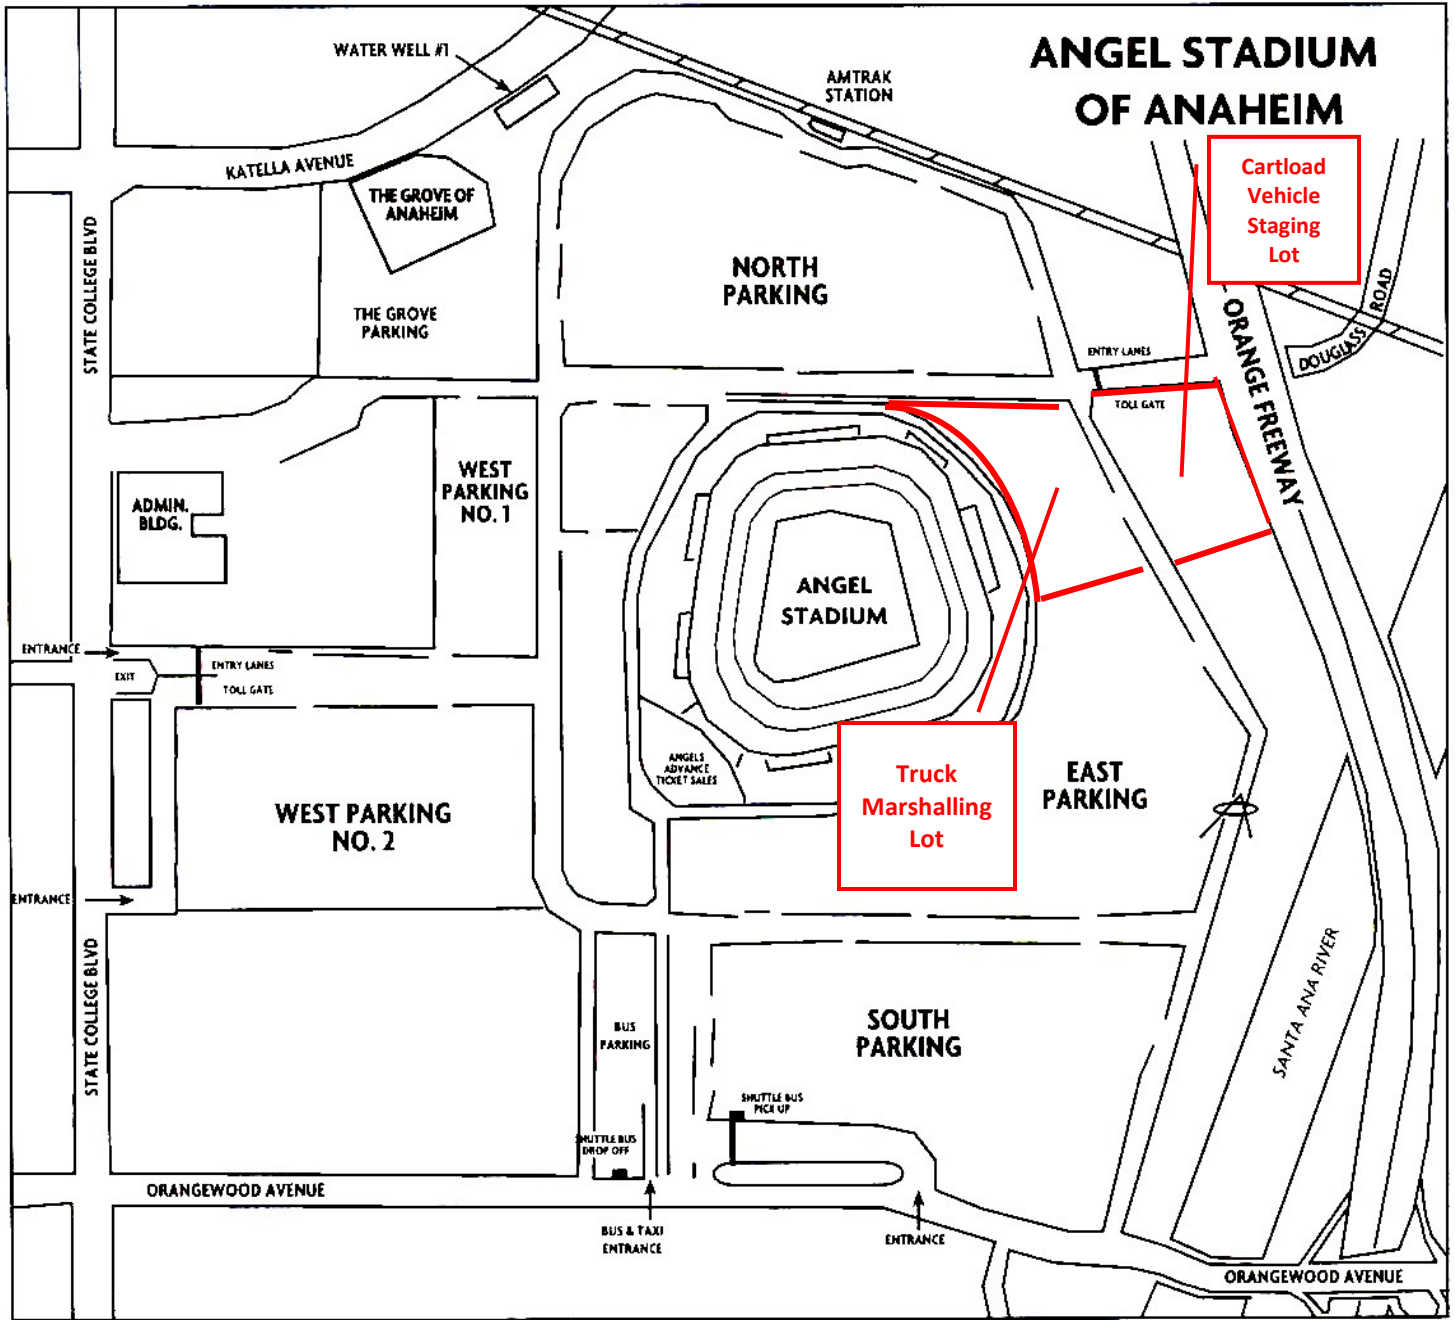 ANGEL STADIUM
OF ANAHEIM
WATER WELL #1
AMTRAK
STATION
Cartload
Vehicle
Staging
Lot
KATELLA AVENUE
THE GROVE OF
ANAHEIM
STATE COLLEGE BLVD
NORTH
PARKING
THE GROVE
PARKING
ORANGE FREEWAY
DOUGLASS ROAD
ENTRY LANES
TOLL GATE
WEST
PARKING
NO. 1
ADMIN.
BLDG.
ANGEL
STADIUM
ENTRANCE
EXIT
ENTRY LANES
TOLL GATE
ANGELS
ADVANCE
TICKET SALES
Truck
Marshalling
Lot
EAST
PARKING
WEST PARKING
NO. 2
ENTRANCE
STATE COLLEGE BLVD
SANTA ANA RIVER
BUS
PARKING
SOUTH
PARKING
SHUTTLE BUS
PICK UP
SHUTTLE BUS
DROP OFF
ORANGEWOOD AVENUE
BUS & TAXI
ENTRANCE
ENTRANCE
ORANGEWOOD AVENUE